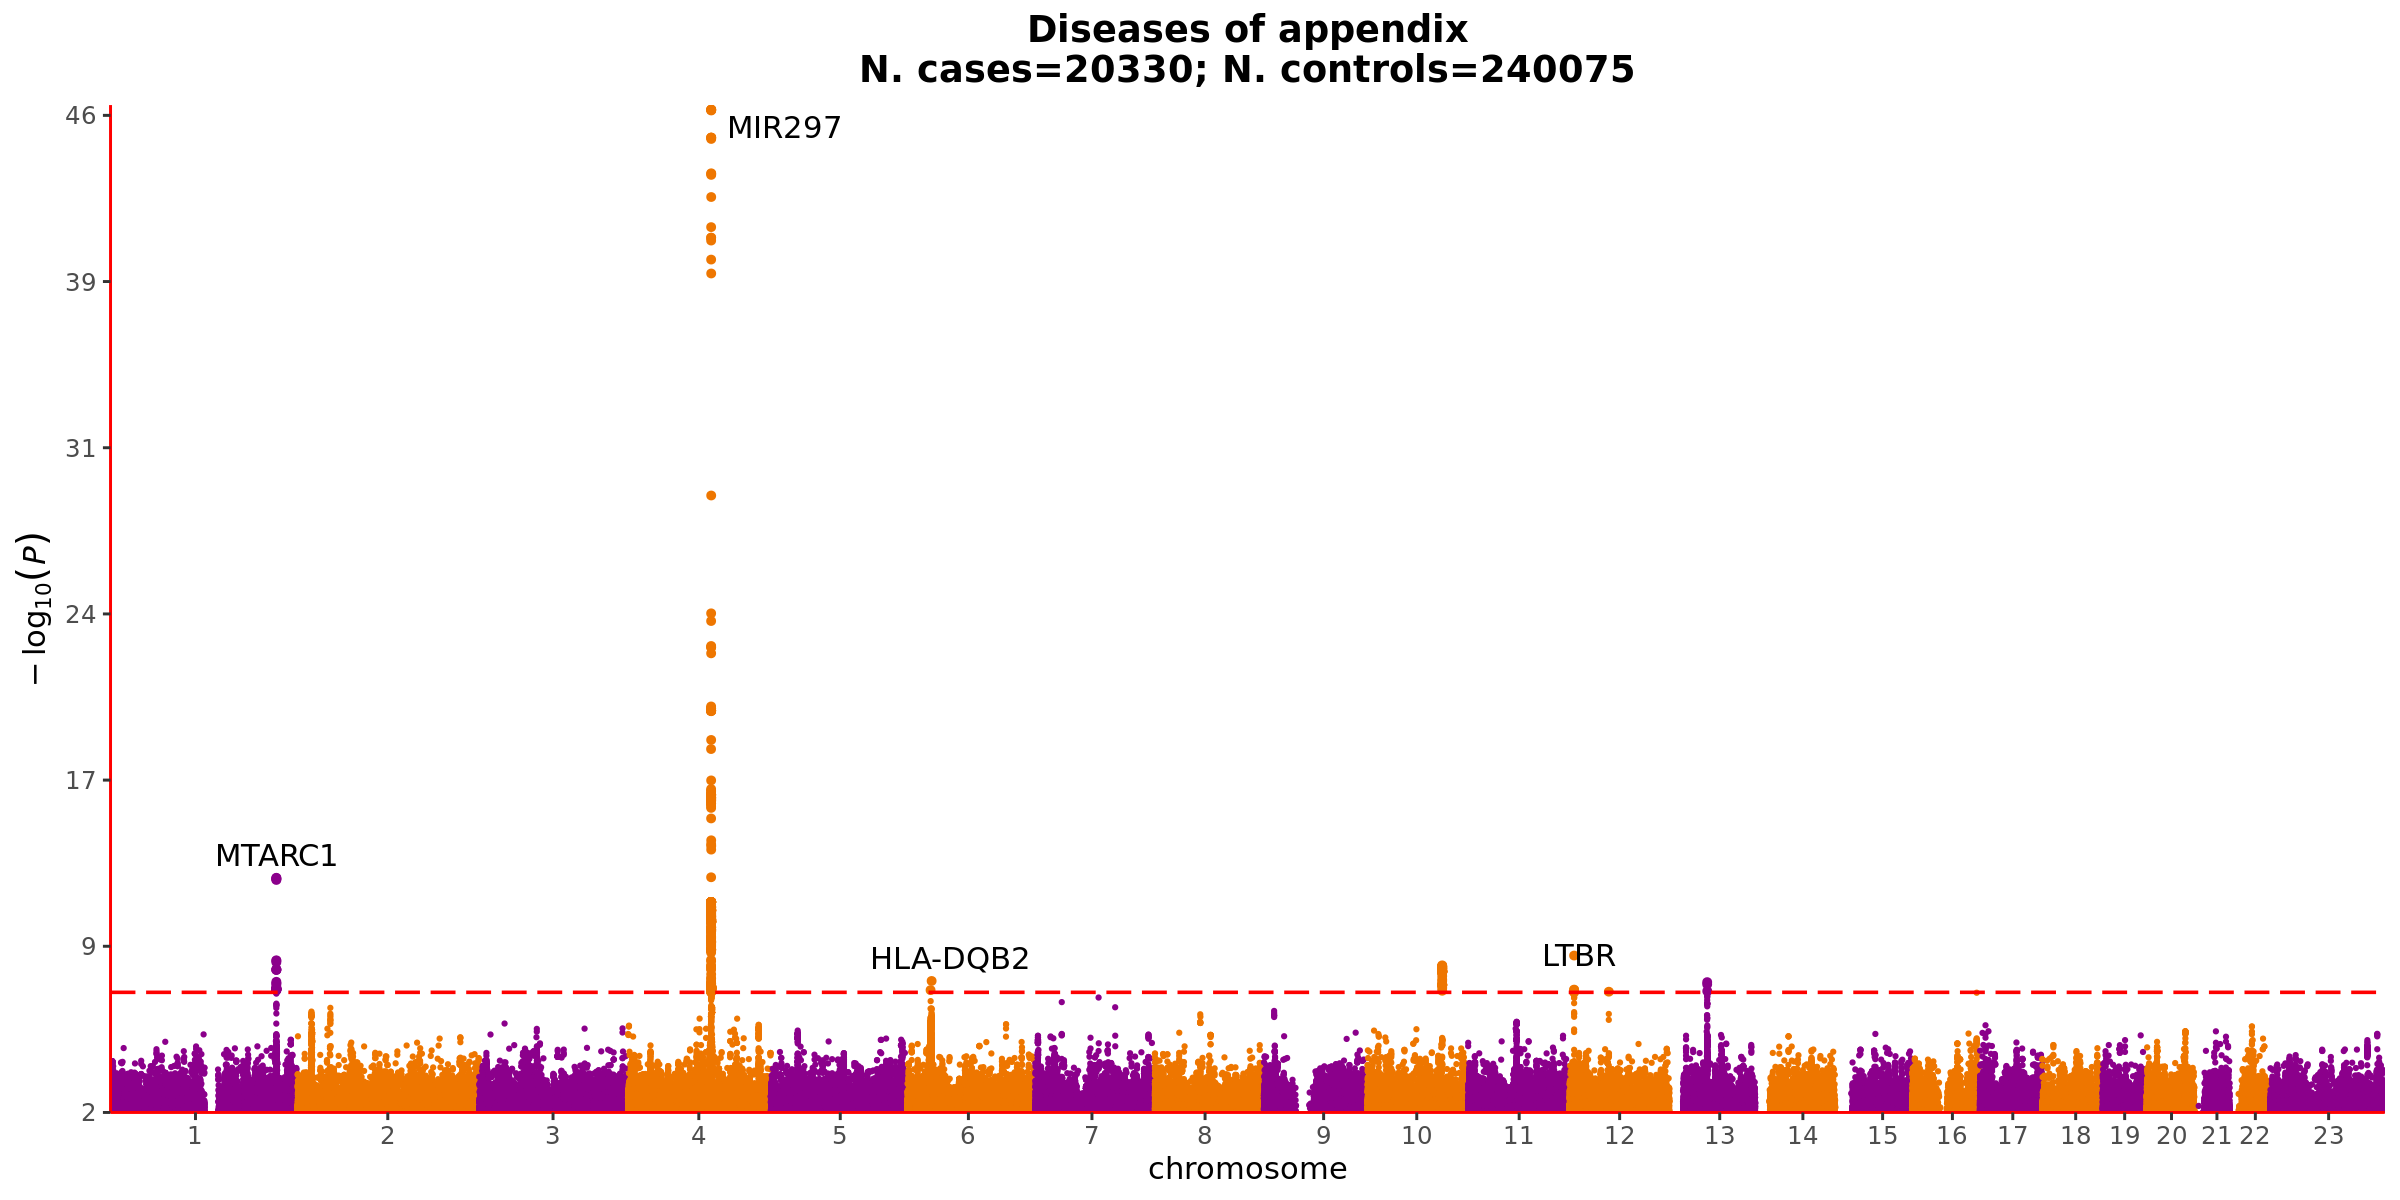 Diseases of appendix
N. cases=20330; N. controls=240075
46
39
31
24
17
9
2
−log10(P)
MIR297
MTARC1
HLA-DQB2
LTBR
1 2 3 4 5 6 7 8 9 10 11 12 13 14 15 16 17 18 19 20 21 22 23
chromosome